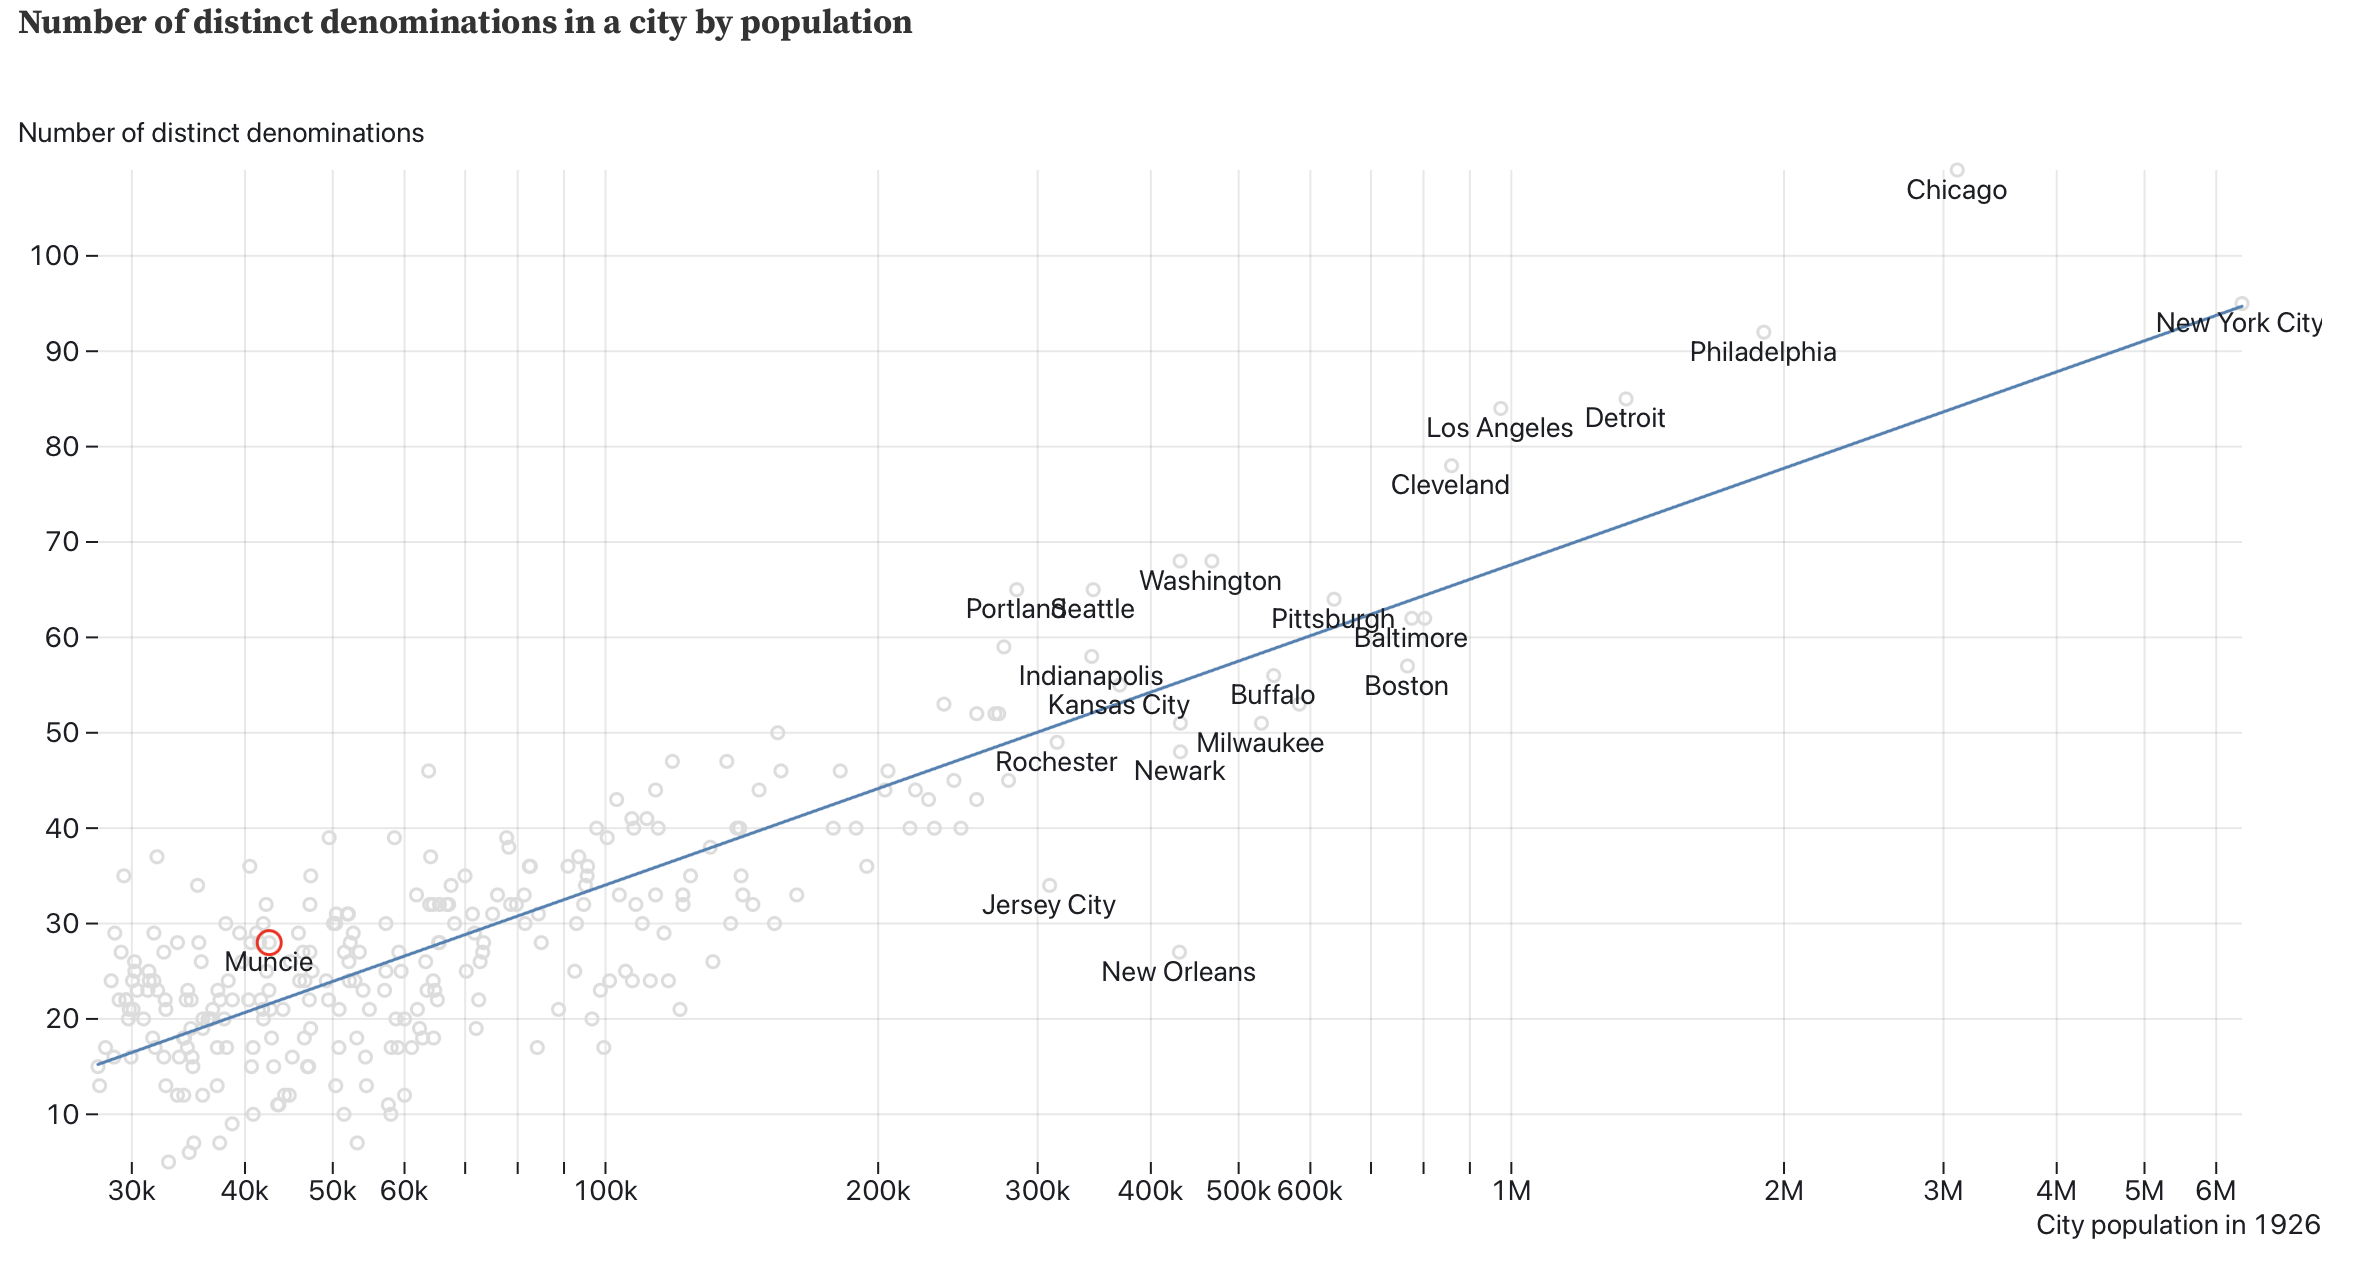 Number of distinct denominations in a city by population
Number of distinct denominations
Chicago
100
New York City
90
Philadelphia
Detroit
Los Angeles
80
Cleveland
70
Washington
Portland
Seattle
60
Pittsburgh
Baltimore
Indianapolis
Boston
Buffalo
Kansas City
50
Milwaukee
Rochester
Newark
40
Jersey City
30
New Orleans
Muncie
20
10
30k 40k 50k 60k 100k 200k 300k 400k 500k 600k 1M 2M 3M 4M 5M 6M
City population in 1926